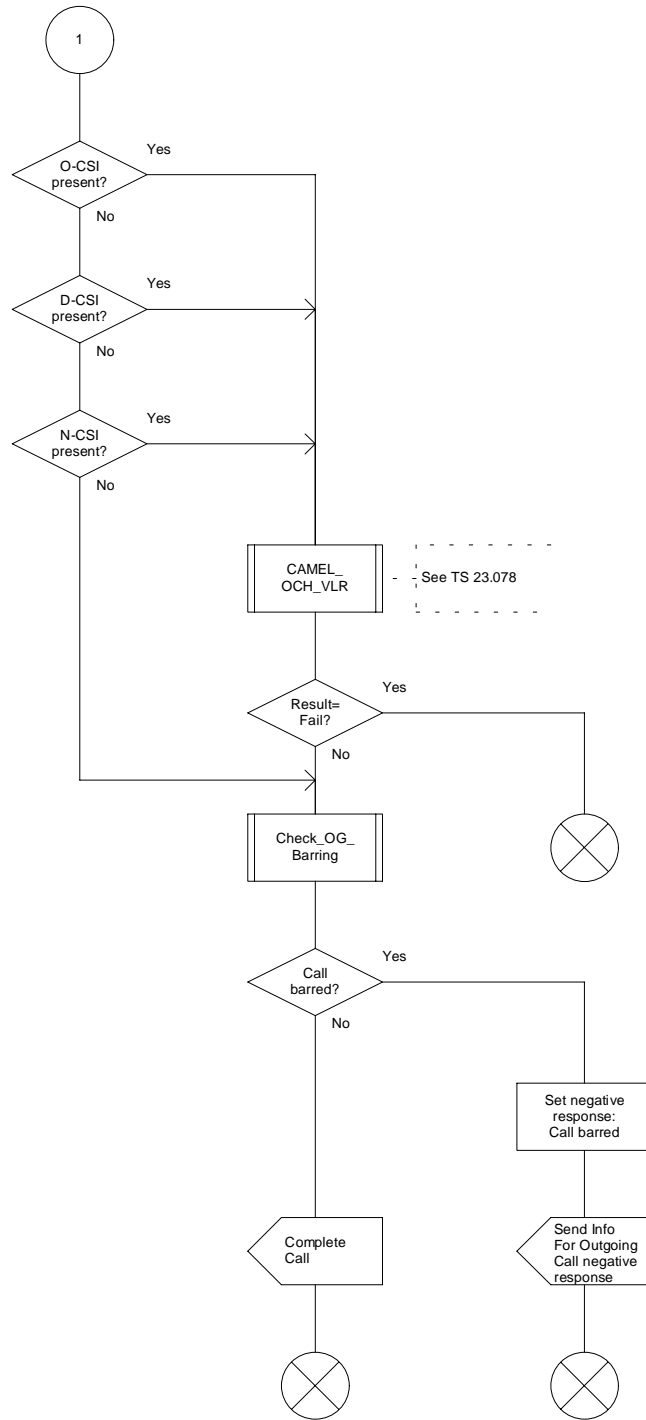 1
Yes
O-CSI
present?
No
Yes
D-CSI
present?
No
Yes
N-CSI
present?
No
CAMEL_
OCH_VLR
See TS 23.078
Yes
Result=
Fail?
No
Check_OG_
Barring
Yes
Call
barred?
No
Set negative
response:
Call barred
Complete
Call
Send Info
For Outgoing
Call negative
response